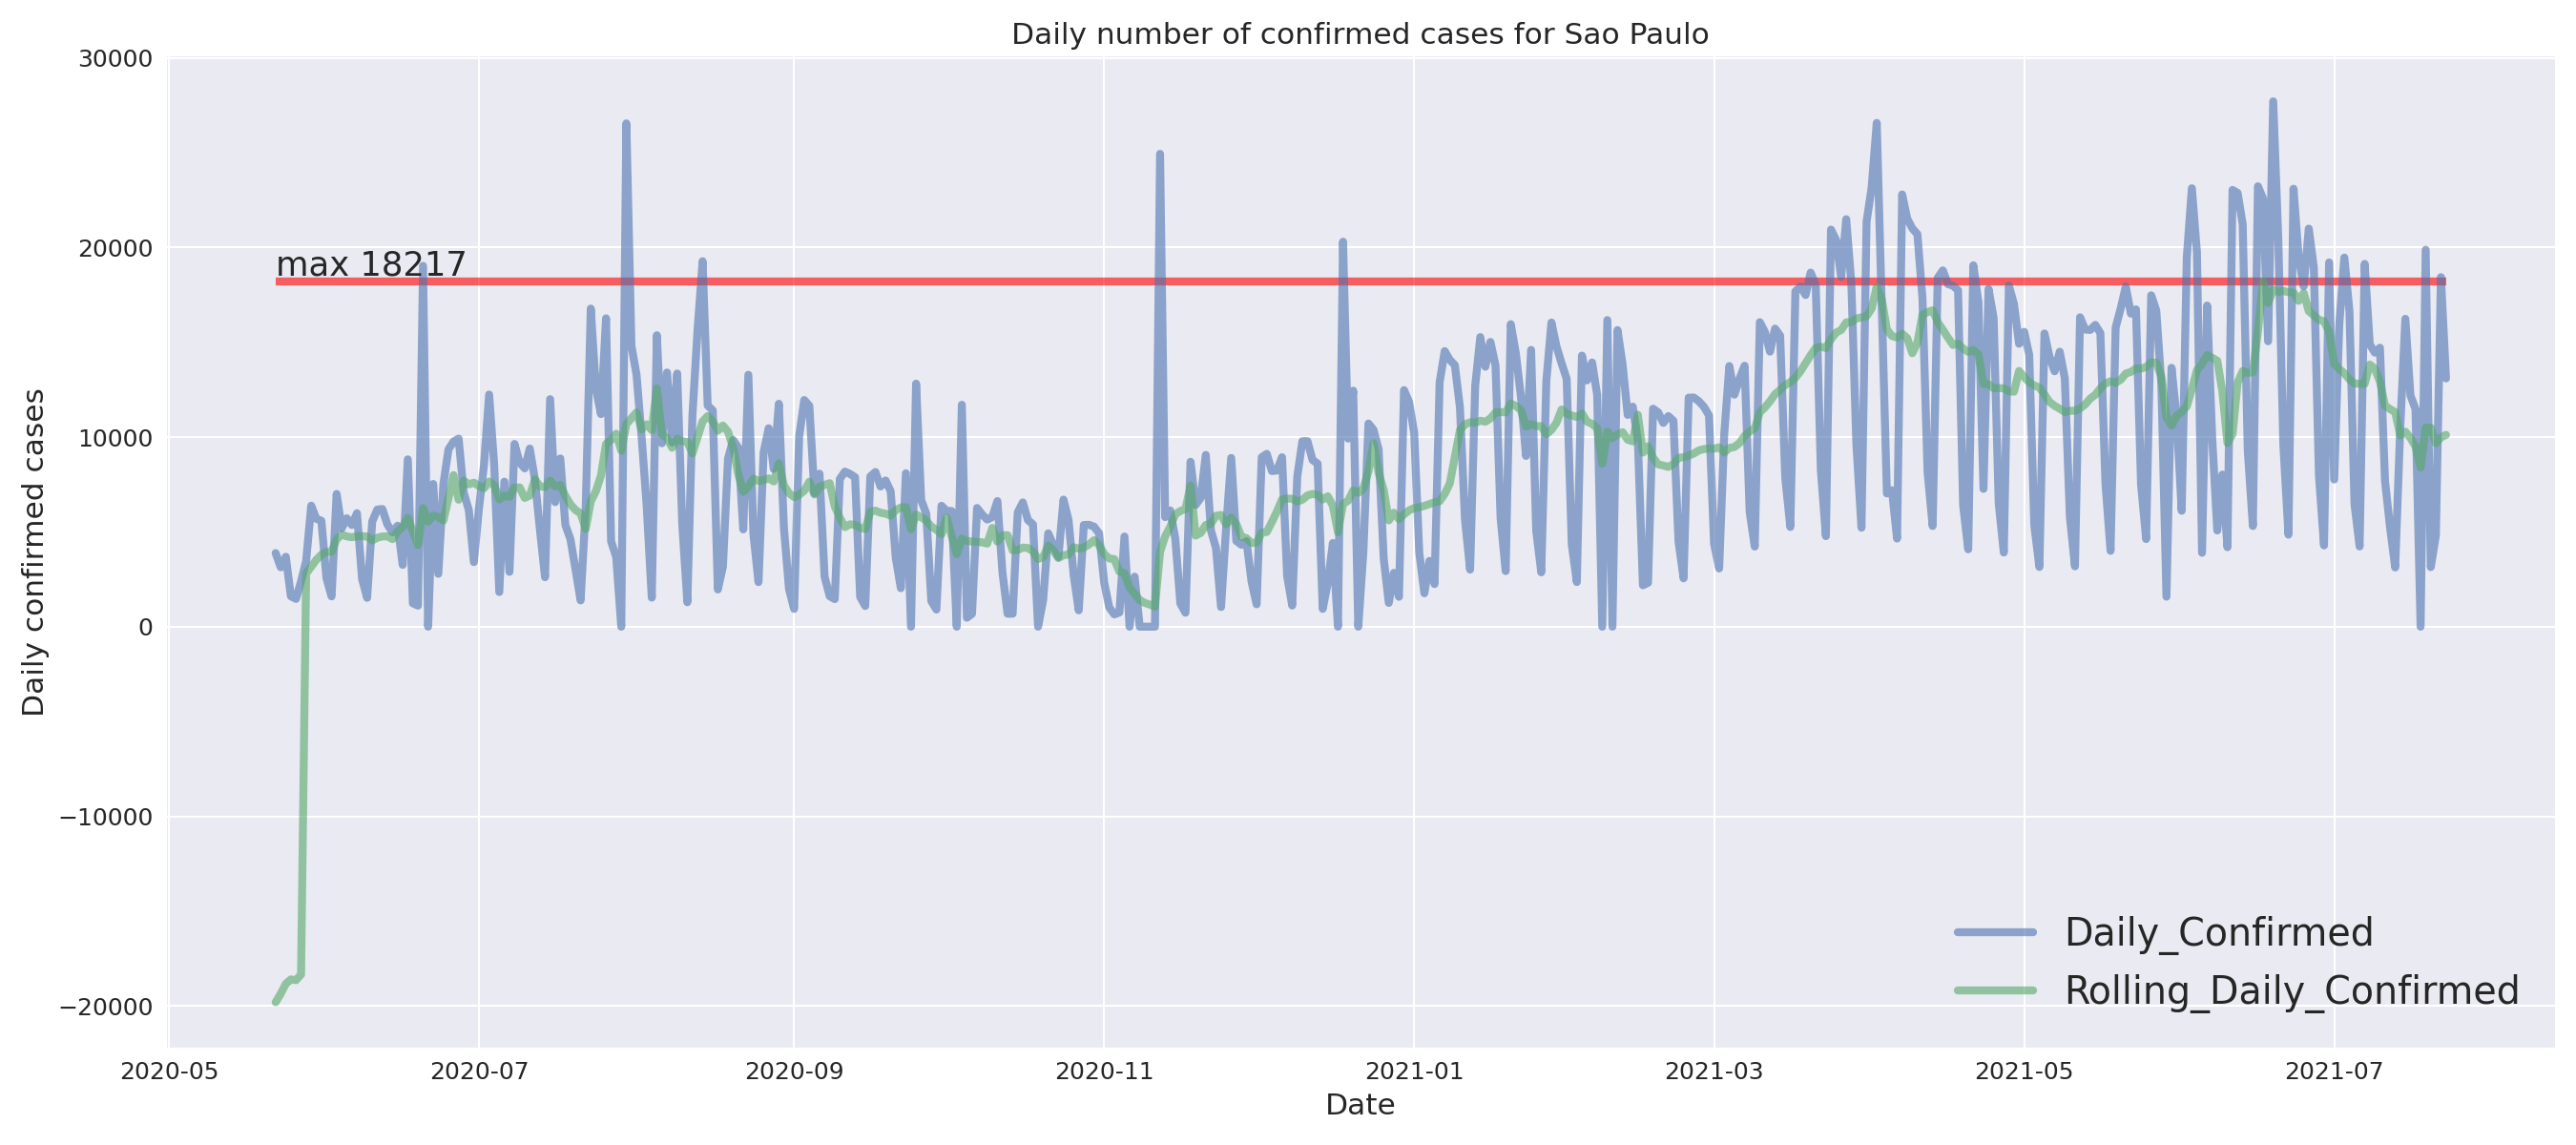 Daily number of confirmed cases for Sao Paulo
30000
20000
10000
0
−10000
−20000
Daily confirmed cases
max 18217
Daily_Confirmed
Rolling_Daily_Confirmed
2020-05 2020-07 2020-09 2020-11 2021-01 2021-03 2021-05 2021-07
Date